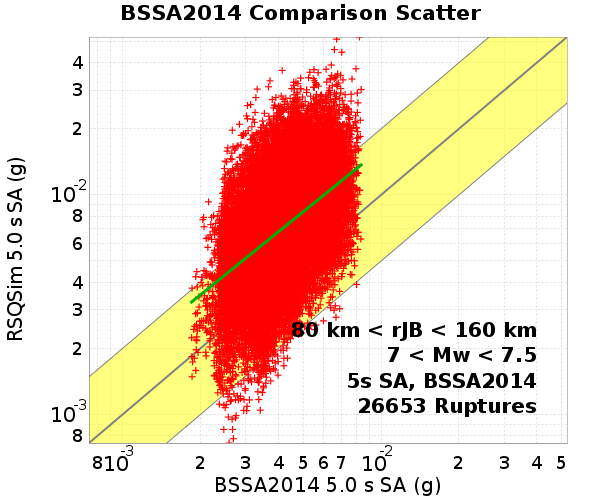 BSSA2014 Comparison Scatter
RSQSim 5.0 s SA (g)
4
3
2
10-2
8
6
4
3
2
10-3
8
80 km < rJB < 160 km
7 < Mw < 7.5
5s SA, BSSA2014
26653 Ruptures
8 10-3 2 3 4 5 6 7 10-2 2 3 4 5
BSSA2014 5.0 s SA (g)